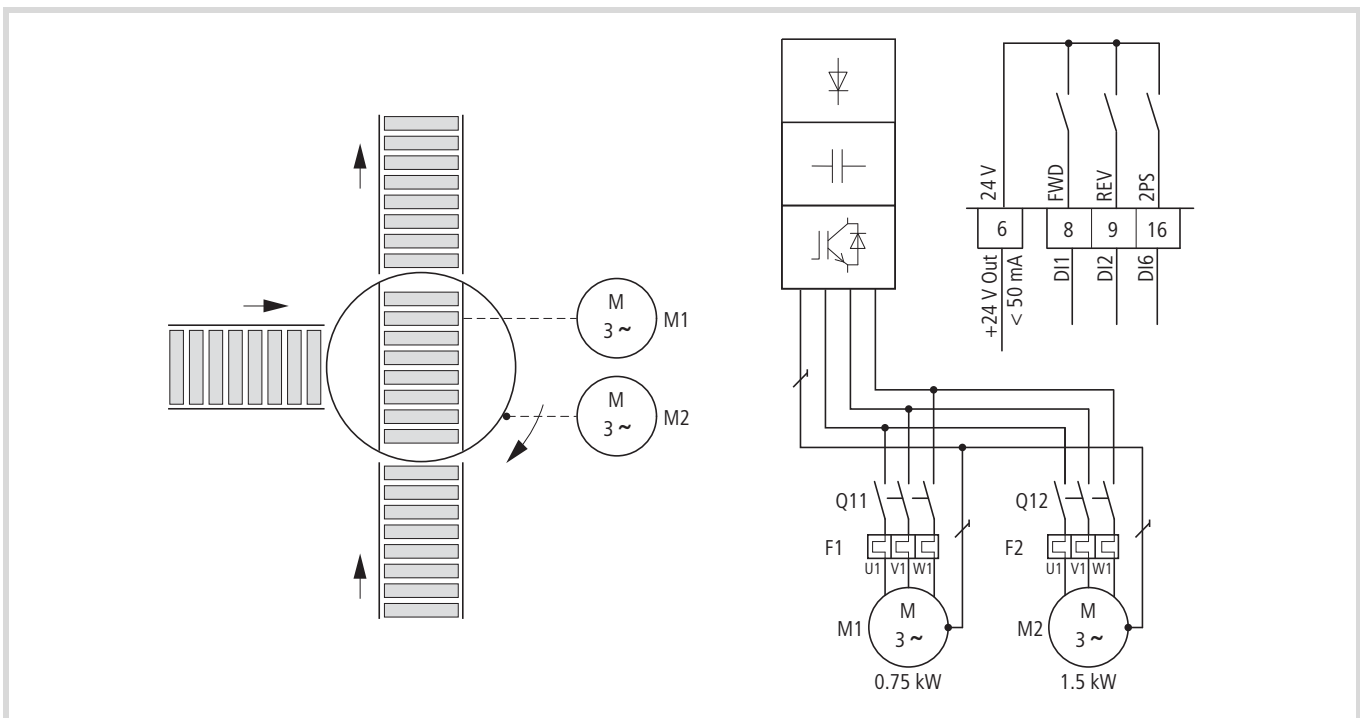 M
3 ~
M1
M
3 ~
M2
24 V
FWD
REV
2PS
6
8
9
16
+24 V Out
< 50 mA
DI1
DI2
DI6
Q11
Q12
F1
F2
U1 V1 W1
U1 V1 W1
M1
M
3 ~
M2
M
3 ~
0.75 kW
1.5 kW